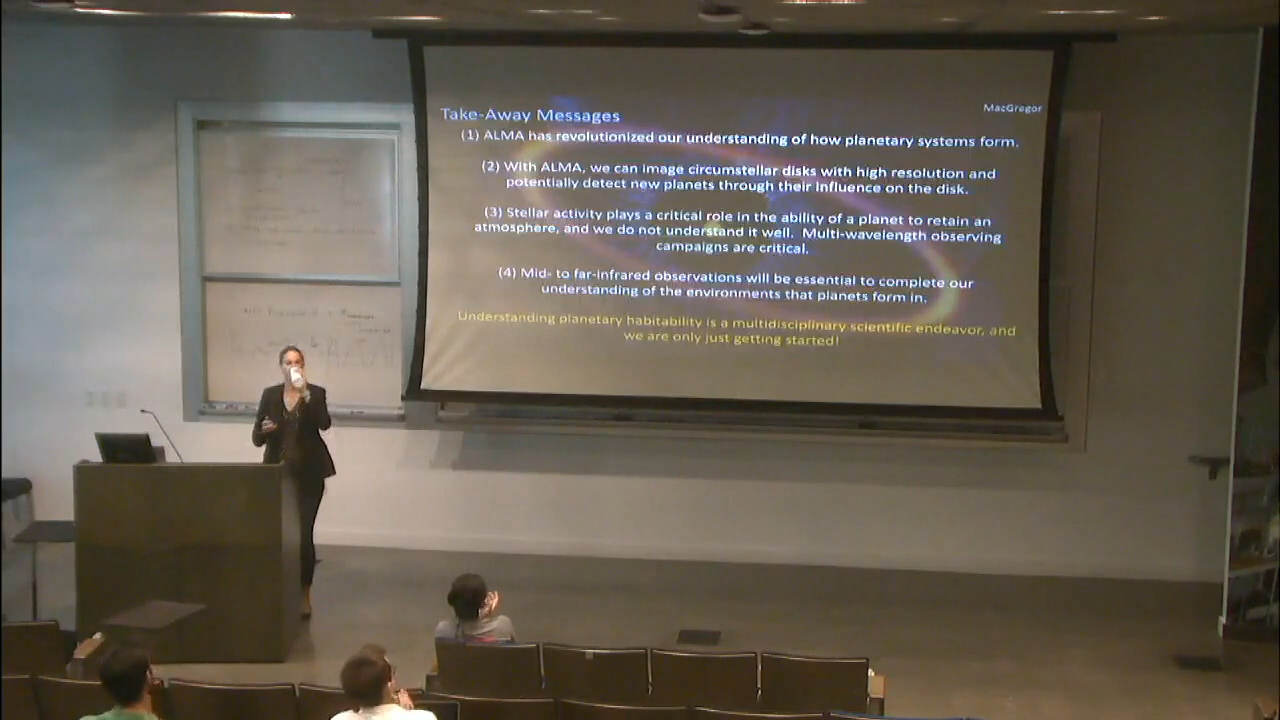 MacGregor
Take-Away Messages
(1) ALMA has revolutionized our understanding of how planetary systems form.
(2) With ALMA, we can image circumstellar disks with high resolution and
potentially detect new planets through their influence on the disk.
(3) Stellar activity plays a critical role in the ability of a planet to retain an
atmosphere, and we do not understand it well. Multi-wavelength observing
campaigns are critical.
(4) Mid- to far-infrared observations will be essential to complete our
understanding of the environments that planets form in.
Understanding planetary habitability is a multidisciplinary scientific endeavor, and
we are only just getting started!